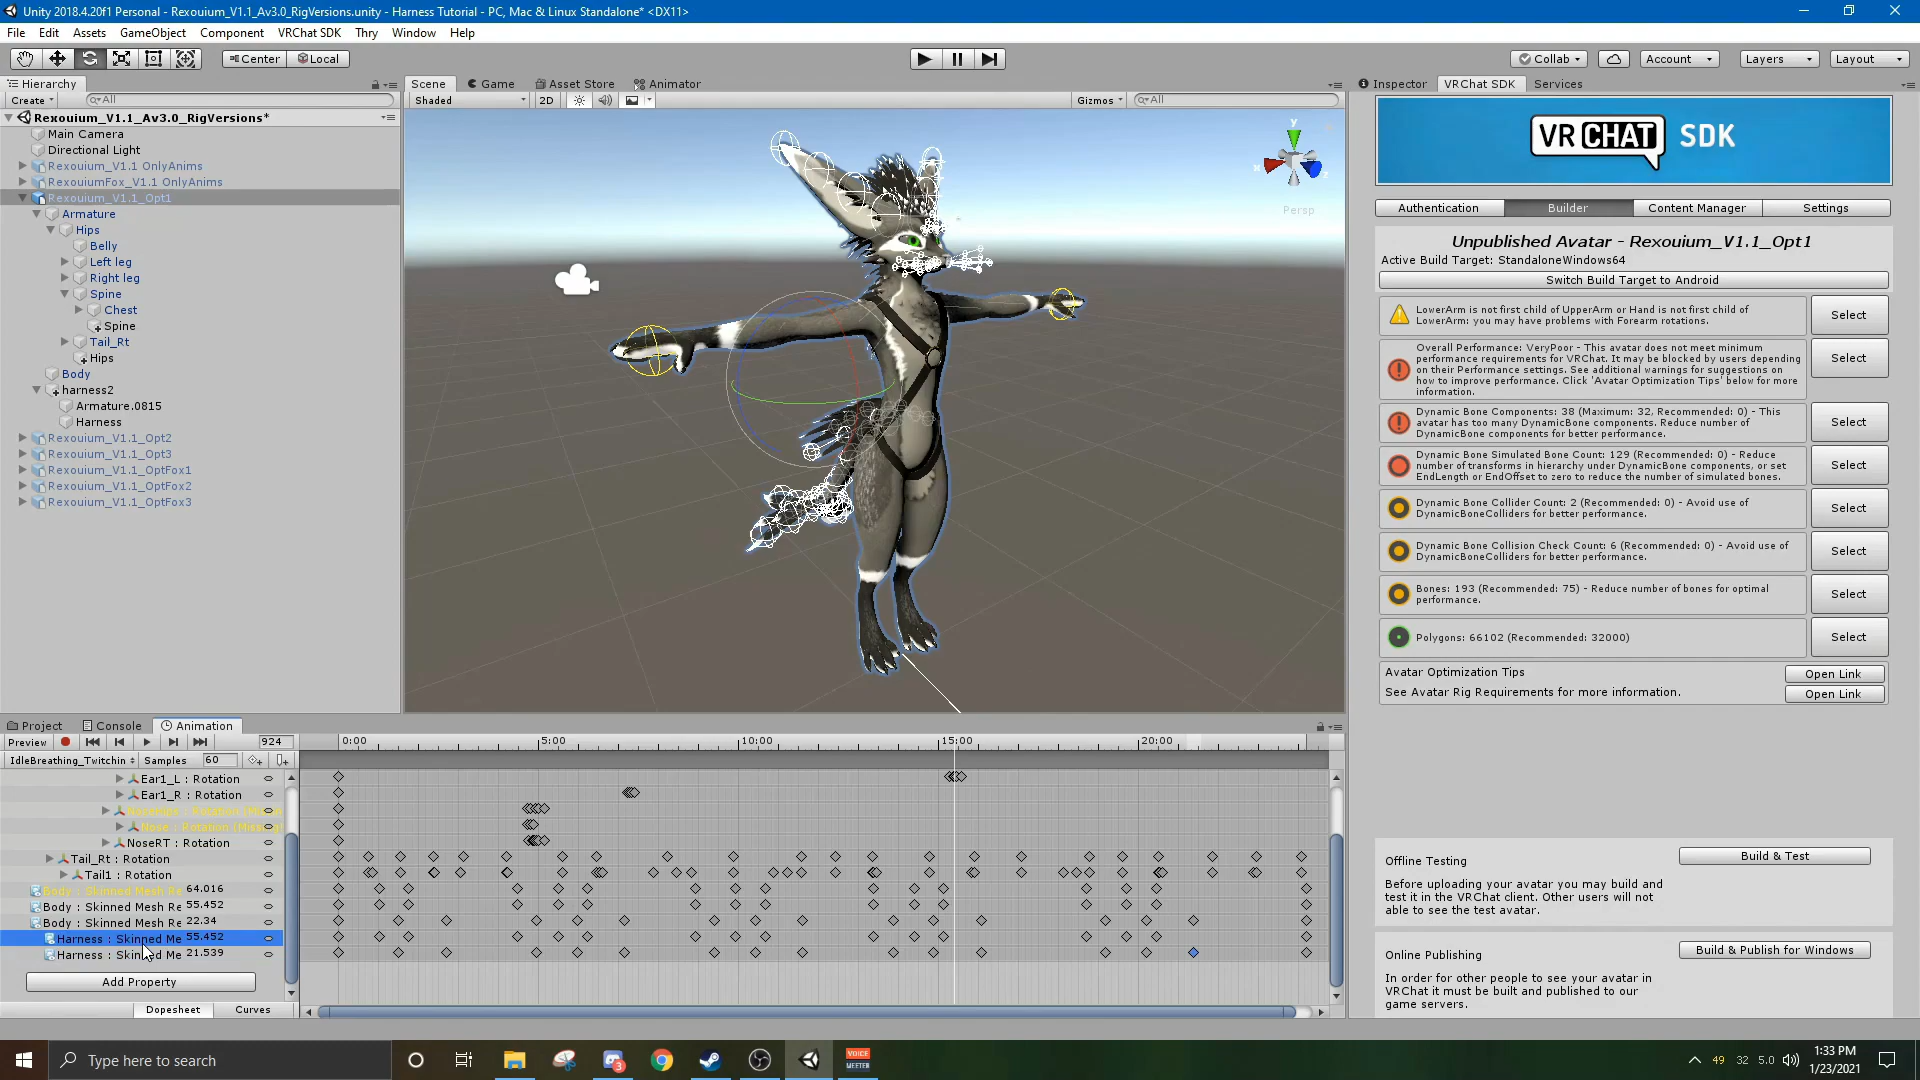 Unity 2018.4.20f1 Personal - Rexouium_V1.1_Av3.0_RigVersions.unity - Harness Tutorial - PC, Mac & Linux Standalone* <DX11>
File Edit Assets GameObject Component VRChat SDK Thry Window Help
Center Local
Collab Account Layers Layout
Hierarchy
Create All
Rexouium_V1.1_Av3.0_RigVersions*
Main Camera
Directional Light
Rexouium_V1.1 OnlyAnims
RexouiumFox_V1.1 OnlyAnims
Rexouium_V1.1_Opt1
Armature
Hips
Belly
Left leg
Right leg
Spine
Chest
Spine
Tail_Rt
Hips
Body
harness2
Armature.0815
Harness
Rexouium_V1.1_Opt2
Rexouium_V1.1_Opt3
Rexouium_V1.1_OptFox1
Rexouium_V1.1_OptFox2
Rexouium_V1.1_OptFox3
Scene Game Asset Store Animator
Shaded 2D Gizmos All
y
x
z
Persp
Inspector VRChat SDK Services
VRCHAT SDK
Authentication Builder Content Manager Settings
Unpublished Avatar - Rexouium_V1.1_Opt1
Active Build Target: StandaloneWindows64
Switch Build Target to Android
LowerArm is not first child of UpperArm or Hand is not first child of
LowerArm: you may have problems with Forearm rotations.
Select
Overall Performance: VeryPoor - This avatar does not meet minimum
performance requirements for VRChat. It may be blocked by users depending
on their Performance settings. See additional warnings for suggestions on
how to improve performance. Click 'Avatar Optimization Tips' below for more
information.
Select
Dynamic Bone Components: 38 (Maximum: 32, Recommended: 0) - This
avatar has too many DynamicBone components. Reduce number of
DynamicBone components for better performance.
Select
Dynamic Bone Simulated Bone Count: 129 (Recommended: 0) - Reduce
number of transforms in hierarchy under DynamicBone components, or set
EndLength or EndOffset to zero to reduce the number of simulated bones.
Select
Dynamic Bone Collider Count: 2 (Recommended: 0) - Avoid use of
DynamicBoneColliders for better performance.
Select
Dynamic Bone Collision Check Count: 6 (Recommended: 0) - Avoid use of
DynamicBoneColliders for better performance.
Select
Bones: 193 (Recommended: 75) - Reduce number of bones for optimal
performance.
Select
Polygons: 66102 (Recommended: 32000)
Select
Avatar Optimization Tips Open Link
See Avatar Rig Requirements for more information. Open Link
Offline Testing Build & Test
Before uploading your avatar you may build and
test it in the VRChat client. Other users will not
able to see the test avatar.
Online Publishing Build & Publish for Windows
In order for other people to see your avatar in
VRChat it must be built and published to our
game servers.
Project Console Animation
Preview 924 0:00 5:00 10:00 15:00 20:00
IdleBreathing_Twitchin Samples 60
Ear1_L : Rotation
Ear1_R : Rotation
Nose : Rotation
NoseRT : Rotation
Tail_Rt : Rotation
Tail1 : Rotation
Body : Skinned Mesh Re 64.016
Body : Skinned Mesh Re 55.452
Body : Skinned Mesh Re 22.34
Harness : Skinned Me 55.452
Harness : Skinned Me 21.539
Add Property
Dopesheet Curves
Type here to search
3
VOICE
MEETER
49 32 5.0
1:33 PM
1/23/2021